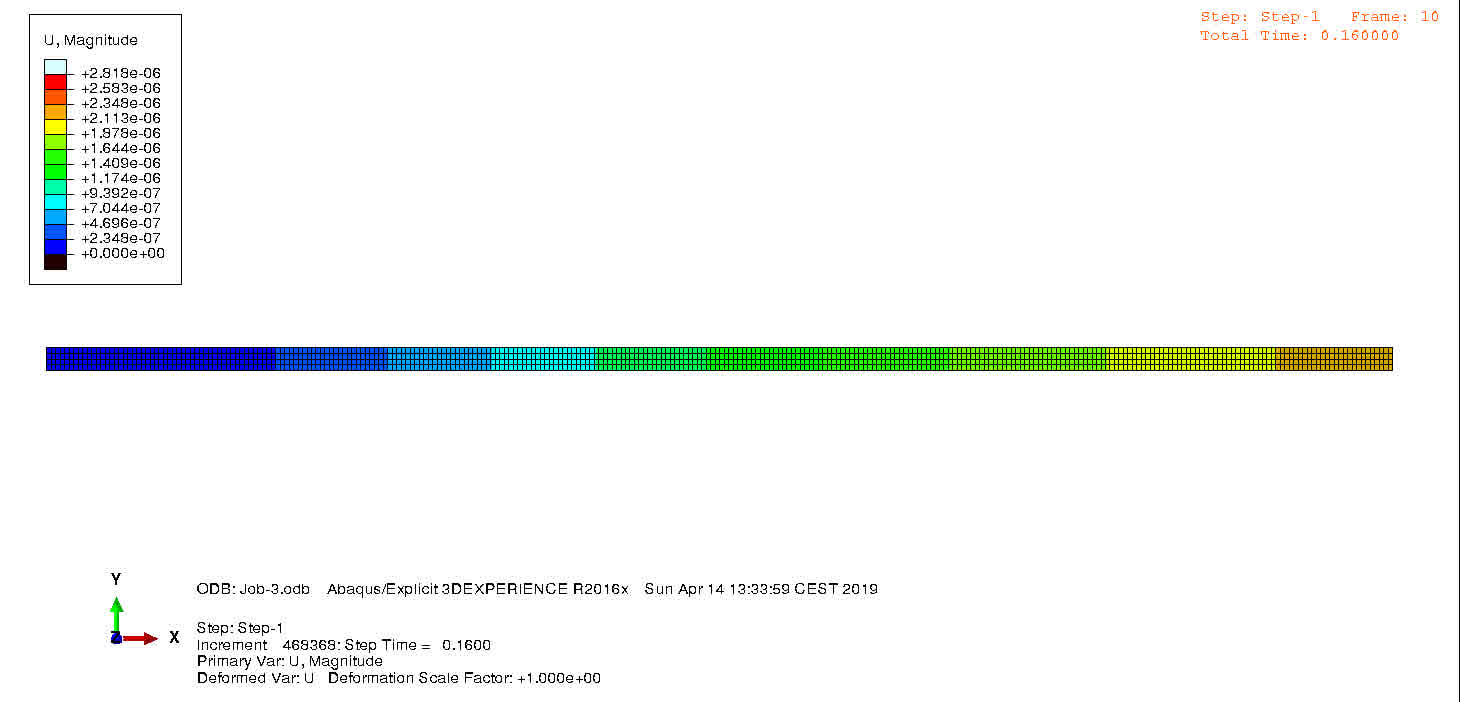 Step: Step-1   Frame: 10
Total Time: 0.160000
U, Magnitude
+2.818e-06
+2.583e-06
+2.348e-06
+2.113e-06
+1.878e-06
+1.644e-06
+1.409e-06
+1.174e-06
+9.392e-07
+7.044e-07
+4.696e-07
+2.348e-07
+0.000e+00
Y
X
ODB: Job-3.odb   Abaqus/Explicit 3DEXPERIENCE R2016x   Sun Apr 14 13:33:59 CEST 2019
Step: Step-1
Increment   468368: Step Time =   0.1600
Primary Var: U, Magnitude
Deformed Var: U   Deformation Scale Factor: +1.000e+00